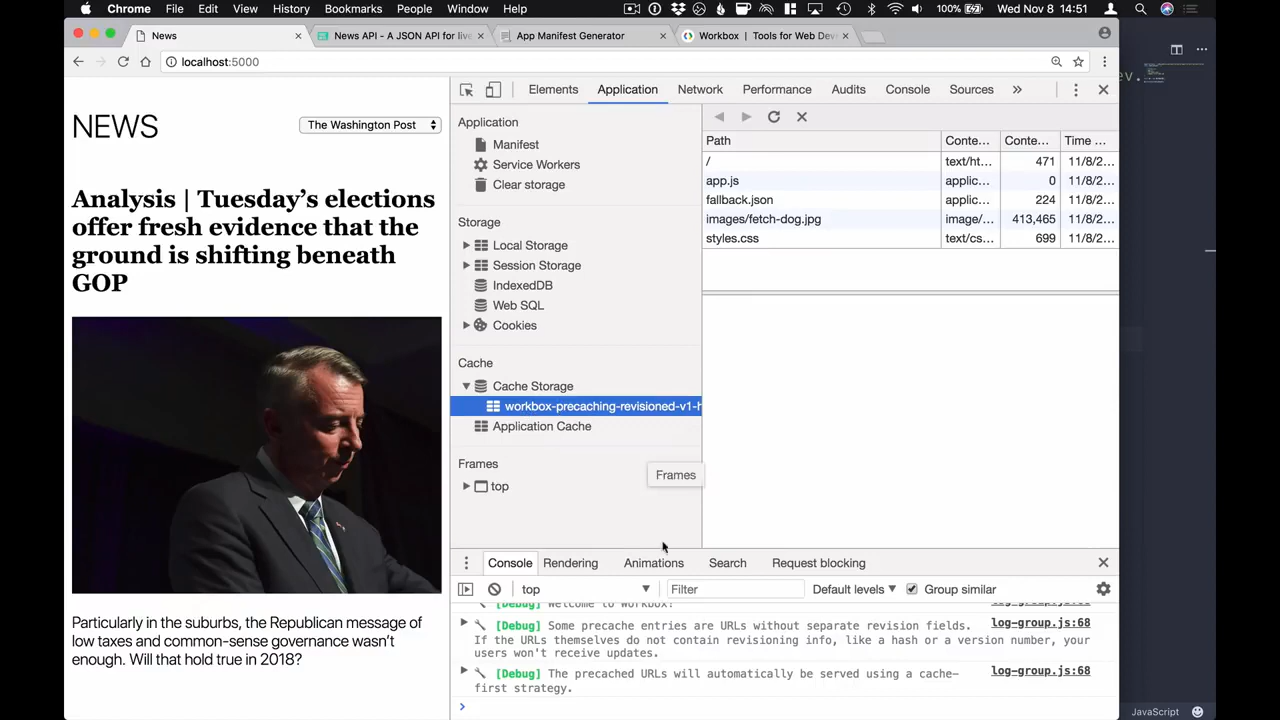 Chrome File Edit View History Bookmarks People Window Help 100% Wed Nov 8 14:51
News News API - A JSON API for live App Manifest Generator Workbox | Tools for Web Dev
localhost:5000
Elements Application Network Performance Audits Console Sources »
NEWS
The Washington Post
Analysis | Tuesday’s elections
offer fresh evidence that the
ground is shifting beneath
GOP
Particularly in the suburbs, the Republican message of
low taxes and common-sense governance wasn’t
enough. Will that hold true in 2018?
Application
Manifest
Service Workers
Clear storage
Storage
Local Storage
Session Storage
IndexedDB
Web SQL
Cookies
Cache
Cache Storage
workbox-precaching-revisioned-v1-h
Application Cache
Frames
top
Frames
Path Conte... Conte... Time ...
/ text/ht... 471 11/8/2...
app.js applic... 0 11/8/2...
fallback.json applic... 224 11/8/2...
images/fetch-dog.jpg image/... 413,465 11/8/2...
styles.css text/cs... 699 11/8/2...
Console Rendering Animations Search Request blocking
top Filter Default levels Group similar
[Debug] Welcome to Workbox! log-group.js:68
[Debug] Some precache entries are URLs without separate revision fields. log-group.js:68
If the URLs themselves do not contain revisioning info, like a hash or a version number, your
users won't receive updates.
[Debug] The precached URLs will automatically be served using a cache- log-group.js:68
first strategy.
ev.
JavaScript